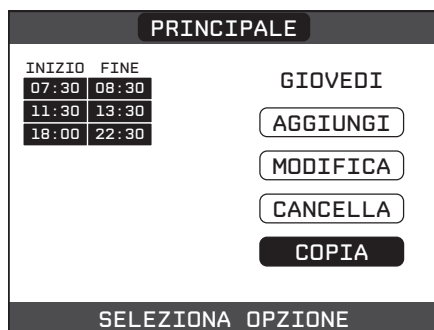 PRINCIPALE
INIZIO FINE
07:30 08:30
11:30 13:30
18:00 22:30
GIOVEDI
AGGIUNGI
MODIFICA
CANCELLA
COPIA
SELEZIONA OPZIONE